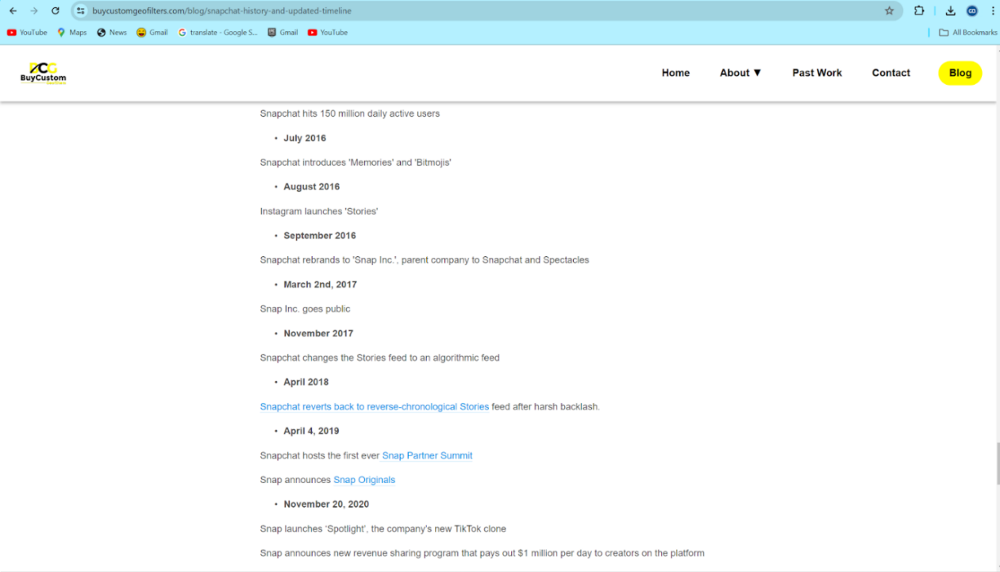 buycustomgeofilters.com/blog/snapchat-history-and-updated-timeline
YouTube Maps News Gmail translate - Google S... Gmail YouTube All Bookmarks
BCG
BuyCustom
Home About ▼ Past Work Contact Blog
Snapchat hits 150 million daily active users
• July 2016
Snapchat introduces 'Memories' and 'Bitmojis'
• August 2016
Instagram launches 'Stories'
• September 2016
Snapchat rebrands to 'Snap Inc.', parent company to Snapchat and Spectacles
• March 2nd, 2017
Snap Inc. goes public
• November 2017
Snapchat changes the Stories feed to an algorithmic feed
• April 2018
Snapchat reverts back to reverse-chronological Stories feed after harsh backlash.
• April 4, 2019
Snapchat hosts the first ever Snap Partner Summit
Snap announces Snap Originals
• November 20, 2020
Snap launches 'Spotlight', the company's new TikTok clone
Snap announces new revenue sharing program that pays out $1 million per day to creators on the platform